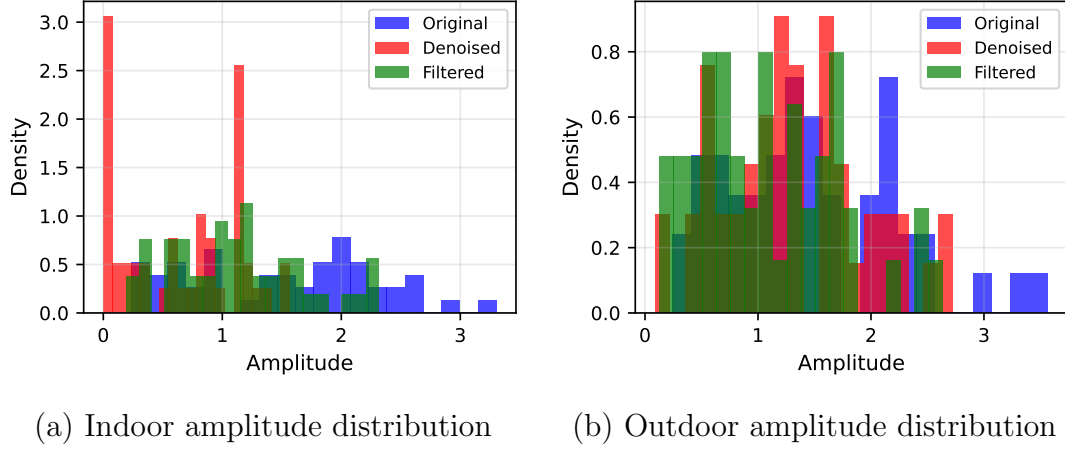 3.0
2.5
2.0
1.5
1.0
0.5
0.0
Density
0
1
2
3
Amplitude
Original
Denoised
Filtered
(a) Indoor amplitude distribution
0.8
0.6
0.4
0.2
0.0
Density
0
1
2
3
Amplitude
Original
Denoised
Filtered
(b) Outdoor amplitude distribution